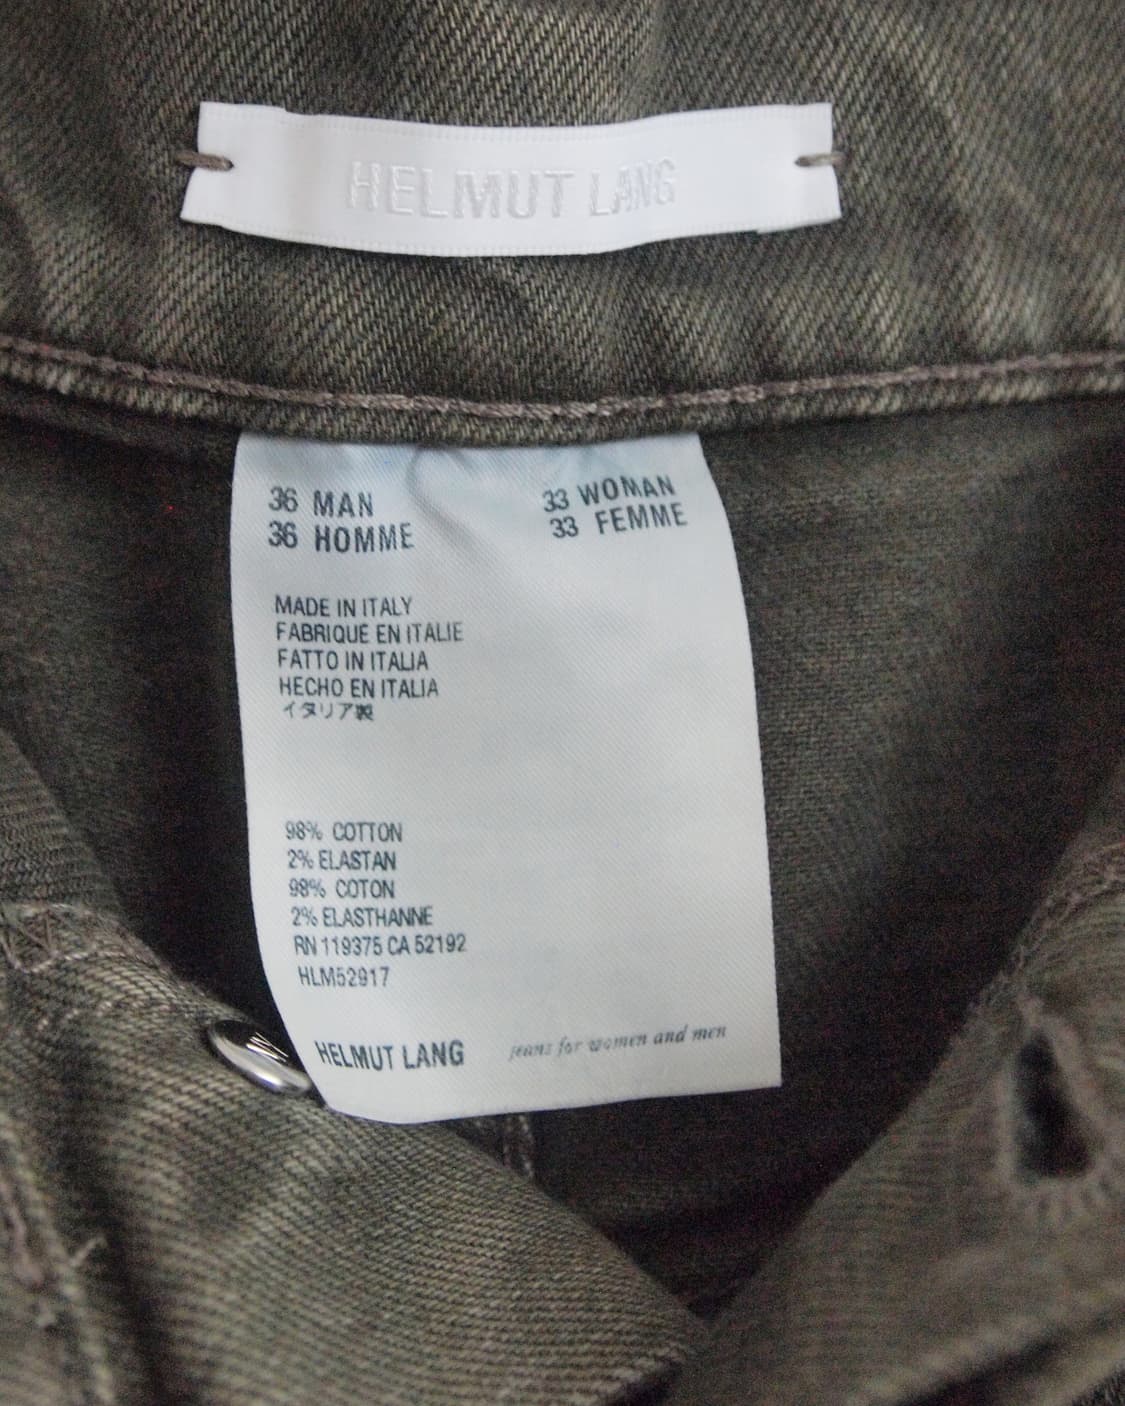 HELMUT LANG
36 MAN 33 WOMAN
36 HOMME 33 FEMME
MADE IN ITALY
FABRIQUE EN ITALIE
FATTO IN ITALIA
HECHO EN ITALIA
イタリア製
98% COTTON
2% ELASTAN
98% COTON
2% ELASTHANNE
RN 119375 CA 52192
HLM52917
HELMUT LANG jeans for women and men